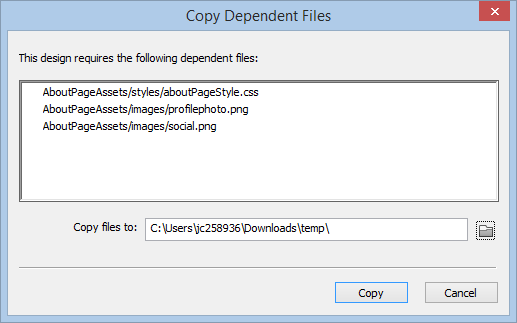 Copy Dependent Files
This design requires the following dependent files:
AboutPageAssets/styles/aboutPageStyle.css
AboutPageAssets/images/profilephoto.png
AboutPageAssets/images/social.png
Copy files to: C:\Users\jc258936\Downloads\temp\
Copy Cancel